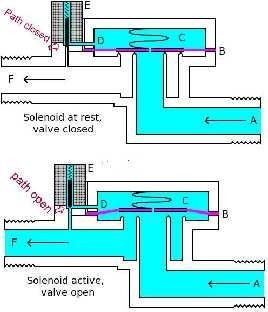 E
Path closed
D
C
B
F
Solenoid at rest,
valve closed
A
E
path open
D
C
B
F
Solenoid active,
valve open
A